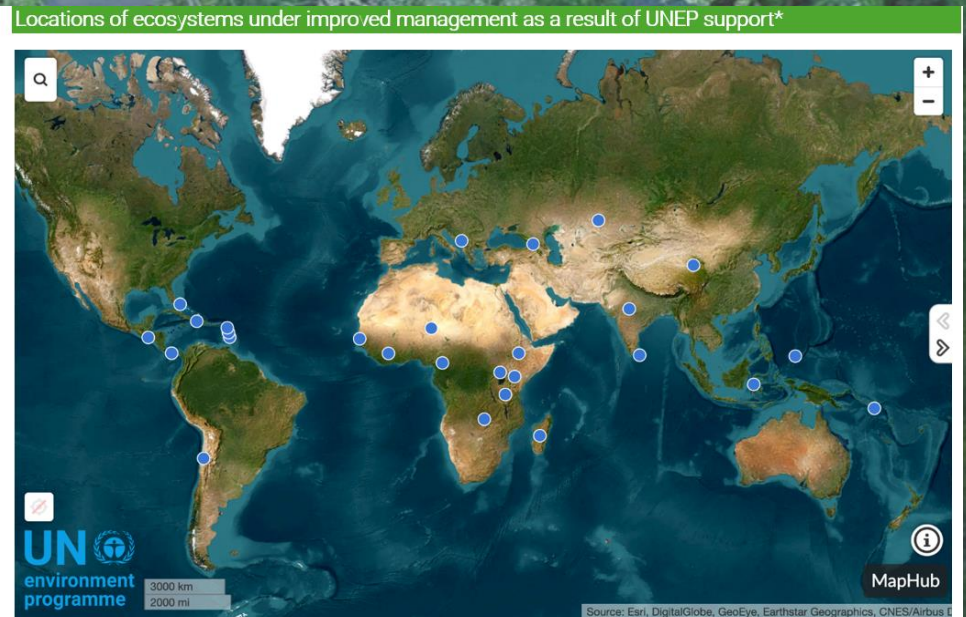 Locations of ecosystems under improved management as a result of UNEP support*
+
−
UN
environment
programme
3000 km
2000 mi
i
MapHub
Source: Esri, DigitalGlobe, GeoEye, Earthstar Geographics, CNES/Airbus D